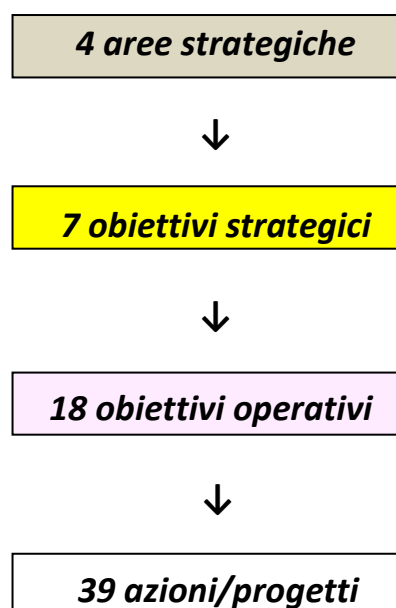 4 aree strategiche
↓
7 obiettivi strategici
↓
18 obiettivi operativi
↓
39 azioni/progetti